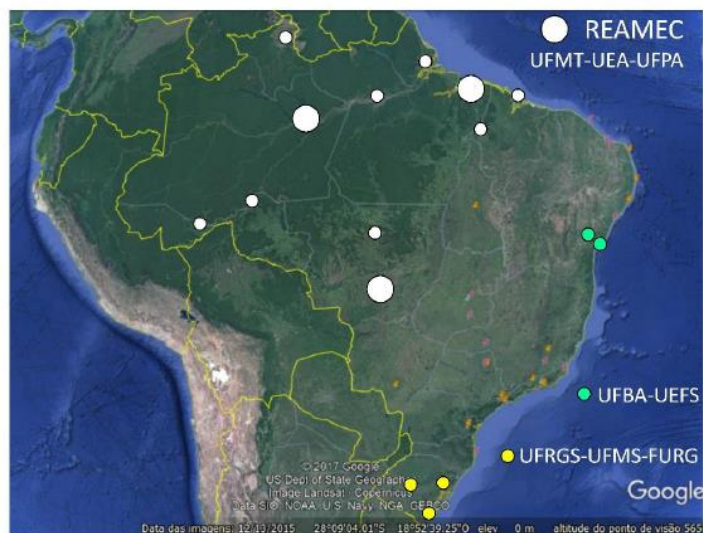 REAMEC
UFMT-UEA-UFPA
UFBA-UEFS
UFRGS-UFMS-FURG
© 2017 Google
US Dept of State Geographer
Image Landsat / Copernicus
Data SIO, NOAA, U.S. Navy, NGA, GEBCO
Google
Data das imagens: 12/13/2015 28°09'04.01"S 18°52'39.25"O elev 0 m altitude do ponto de visão 565